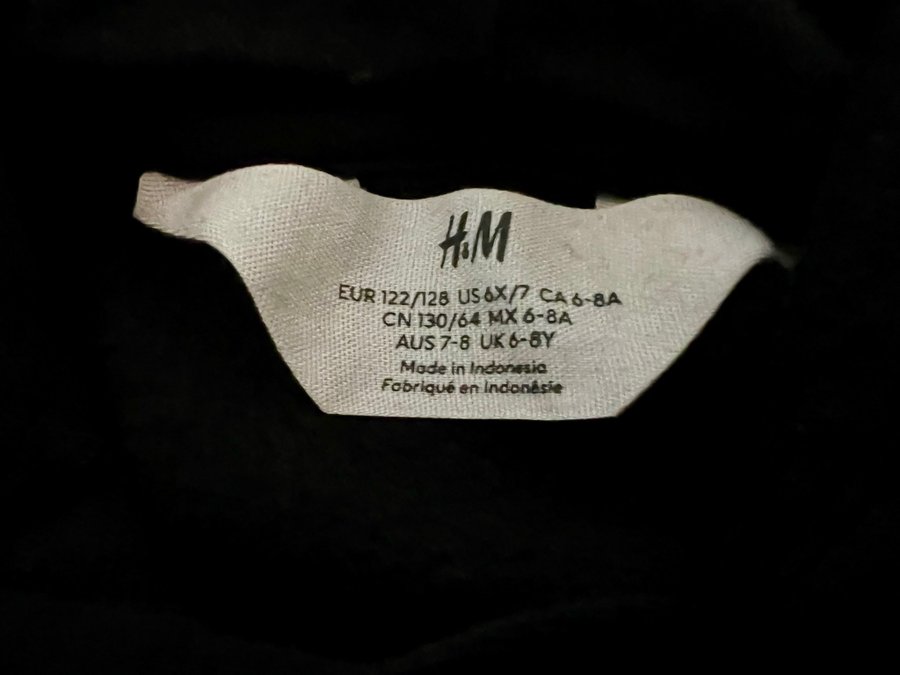 H&M
EUR 122/128 US 6X/7 CA 6-8A
CN 130/64 MX 6-8A
AUS 7-8 UK 6-8Y
Made in Indonesia
Fabriqué en Indonésie